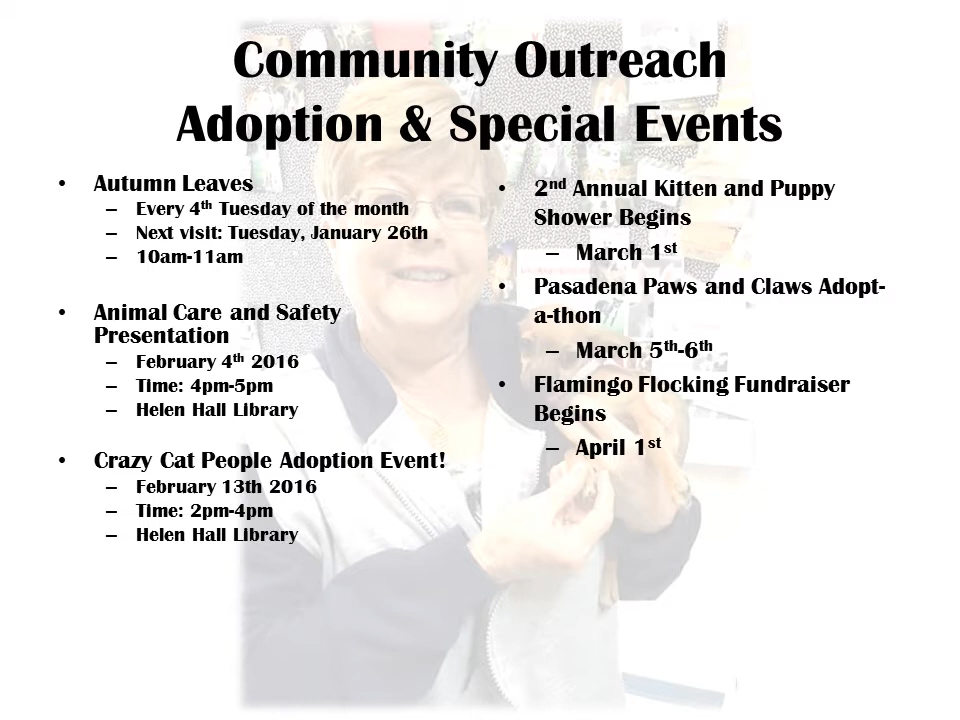 Community Outreach
Adoption & Special Events
• Autumn Leaves
– Every 4th Tuesday of the month
– Next visit: Tuesday, January 26th
– 10am-11am
• Animal Care and Safety
Presentation
– February 4th 2016
– Time: 4pm-5pm
– Helen Hall Library
• Crazy Cat People Adoption Event!
– February 13th 2016
– Time: 2pm-4pm
– Helen Hall Library
• 2nd Annual Kitten and Puppy
Shower Begins
– March 1st
• Pasadena Paws and Claws Adopt-
a-thon
– March 5th-6th
• Flamingo Flocking Fundraiser
Begins
– April 1st